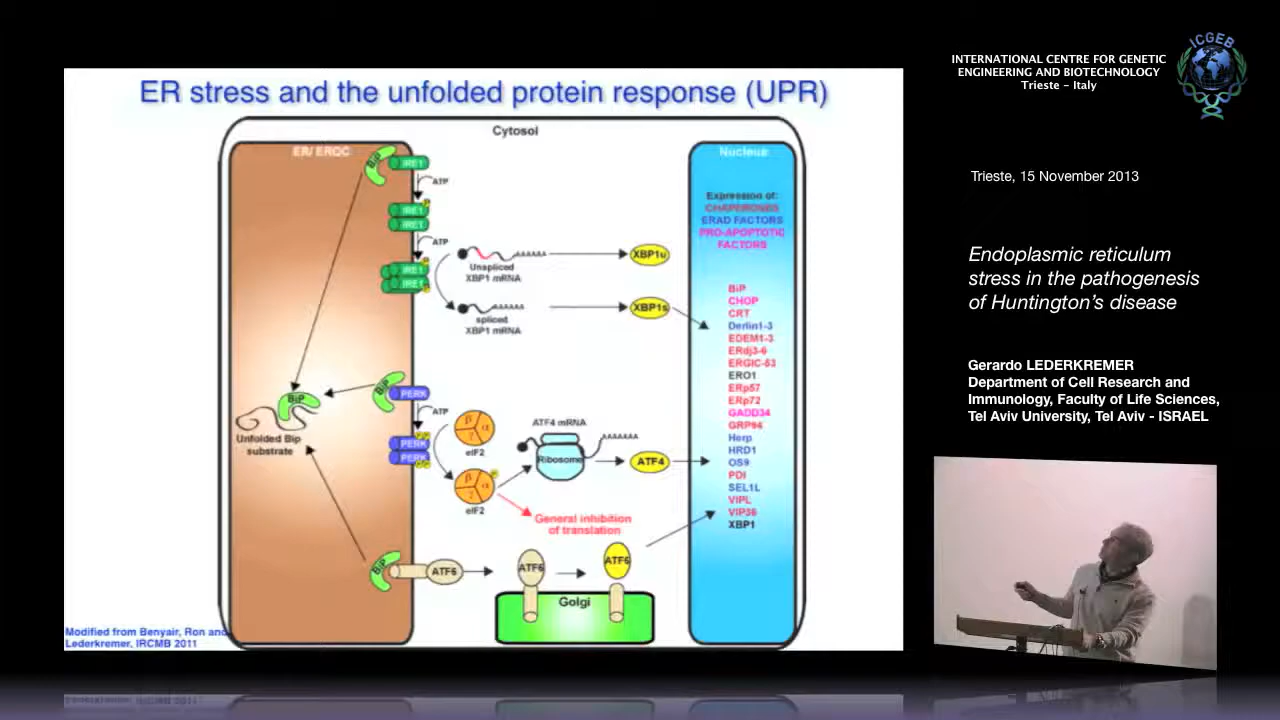 ER stress and the unfolded protein response (UPR)
Cytosol
ER/ EROC
Nucleus
BiP
IRE1
ATP
P
IRE1
IRE1
ATP
IRE1
IRE1
AAAAAA
Unspliced
XBP1 mRNA
XBP1u
AAAAAA
spliced
XBP1 mRNA
XBP1s
BiP
Unfolded Bip
substrate
BiP
PERK
ATP
PERK
PERK
β
α
γ
eIF2
β
α
γ
P
eIF2
ATF4 mRNA
AAAAAAA
Ribosome
ATF4
General inhibition
of translation
BiP
ATF6
ATF6
ATF6
Golgi
Expression of:
CHAPERONES
ERAD FACTORS
PRO-APOPTOTIC
FACTORS
BiP
CHOP
CRT
Derlin1-3
EDEM1-3
ERdj3-6
ERGIC-53
ERO1
ERp57
ERp72
GADD34
GRP94
Herp
HRD1
OS9
PDI
SEL1L
VIPL
VIP36
XBP1
Modified from Benyair, Ron and
Lederkremer, IRCMB 2011
INTERNATIONAL CENTRE FOR GENETIC
ENGINEERING AND BIOTECHNOLOGY
Trieste – Italy
ICGEB
Trieste, 15 November 2013
Endoplasmic reticulum
stress in the pathogenesis
of Huntington's disease
Gerardo LEDERKREMER
Department of Cell Research and
Immunology, Faculty of Life Sciences,
Tel Aviv University, Tel Aviv - ISRAEL